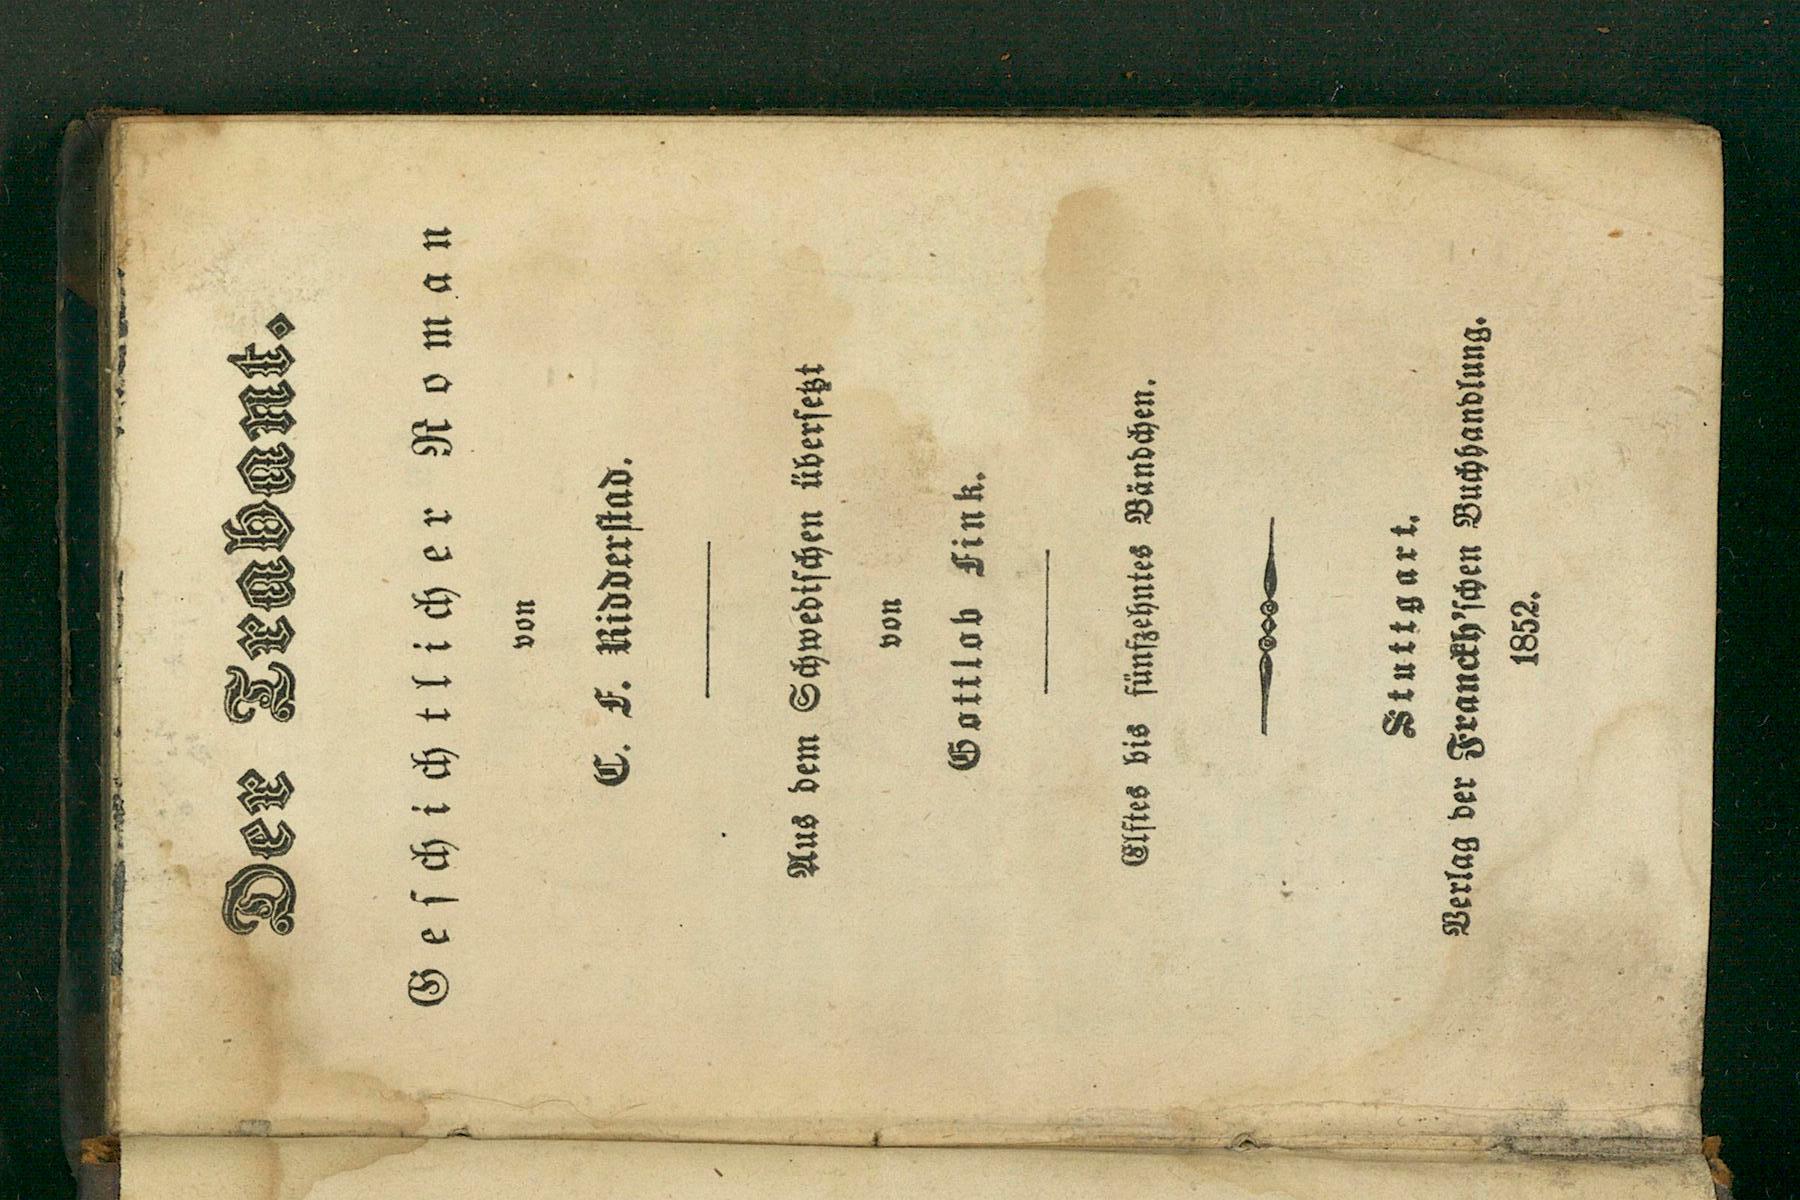 Der Trabant.
Geschichtlicher Roman
von
C. F. Ridderstad.
Aus dem Schwedischen übersetzt
von
Gottlob Fink.
Elftes bis fünfzehntes Bändchen.
Stuttgart.
Verlag der Franckh'schen Buchhandlung.
1852.